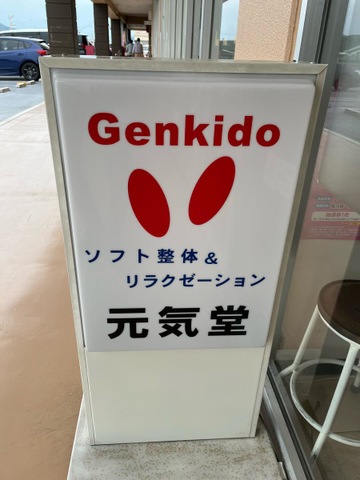 Genkido
ソフト整体&
リラクゼーション
元気堂